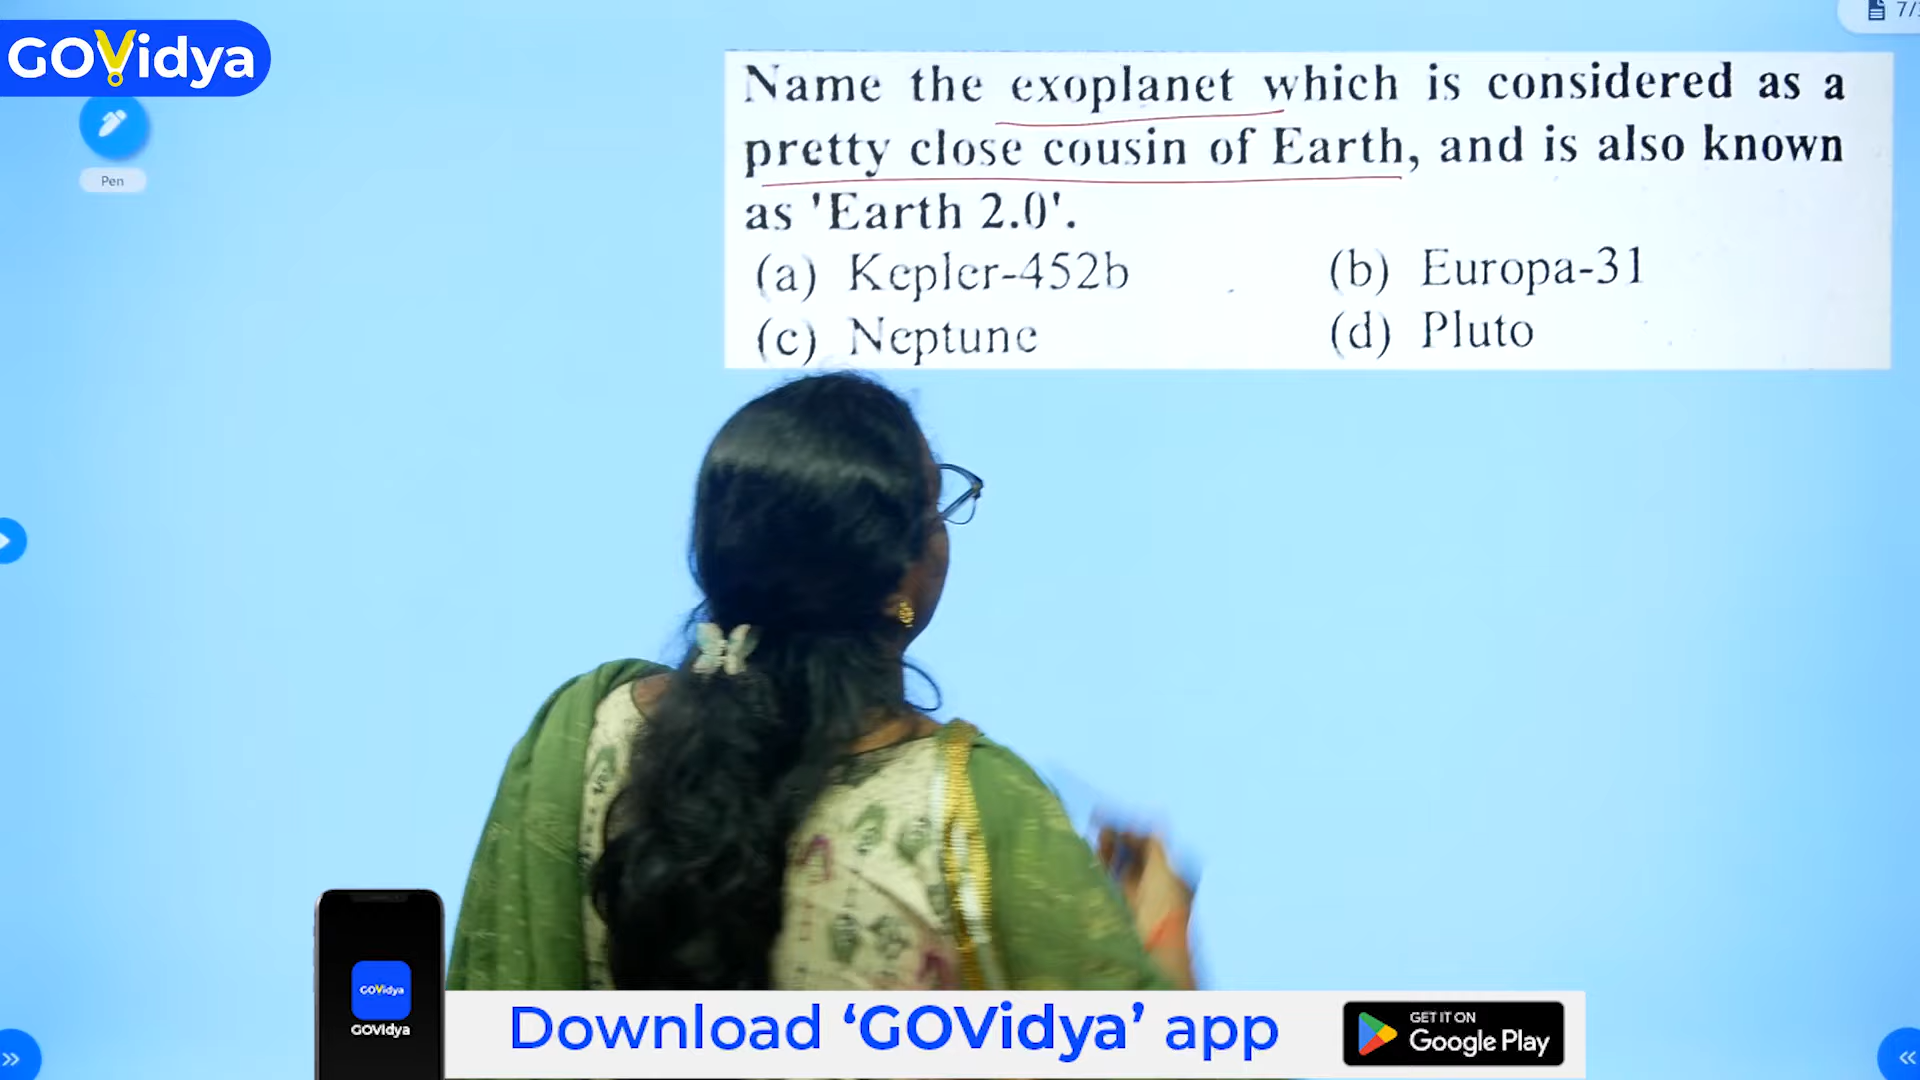 GOVidya
7/
Pen
Name the exoplanet which is considered as a
pretty close cousin of Earth, and is also known
as 'Earth 2.0'.
(a) Kepler-452b (b) Europa-31
(c) Neptune (d) Pluto
GOVidya
GOVidya
Download ‘GOVidya’ app
GET IT ON
Google Play